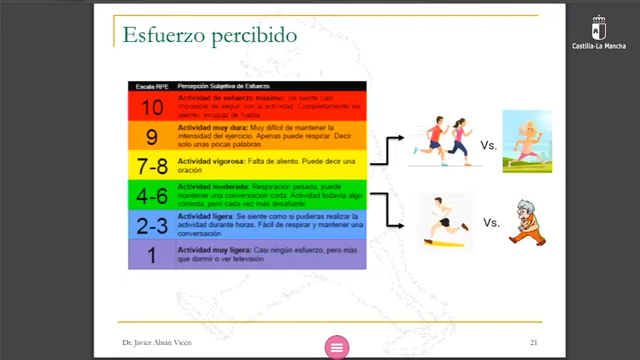 Esfuerzo percibido
Castilla-La Mancha
Escala RPE Percepción Subjetiva de Esfuerzo
10 Actividad de esfuerzo máximo: Se siente casi
imposible de seguir con la actividad. Completamente sin
aliento, incapaz de hablar
9 Actividad muy dura: Muy difícil de mantener la
intensidad del ejercicio. Apenas puede respirar. Decir
solo unas pocas palabras.
7-8 Actividad vigorosa: Falta de aliento. Puede decir una
oración
4-6 Actividad moderada: Respiración pesada, puede
mantener una conversación corta. Actividad todavía algo
cómoda, pero cada vez más desafiante
2-3 Actividad ligera: Se siente como si pudieras realizar la
actividad durante horas. Fácil de respirar y mantener una
conversación
1 Actividad muy ligera: Casi ningún esfuerzo, pero más
que dormir o ver televisión
Vs.
Vs.
Dr. Javier Abián Vicén
21